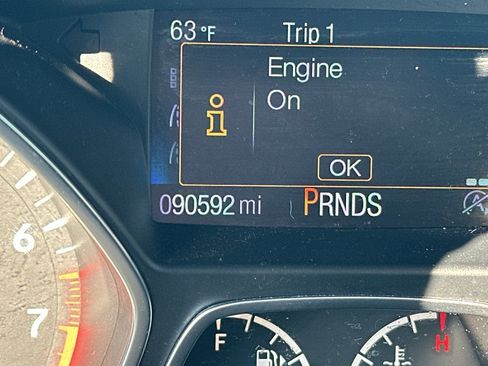 63°F Trip 1
Engine
On
i
OK
090592 mi PRNDS
A
6
7
F
H